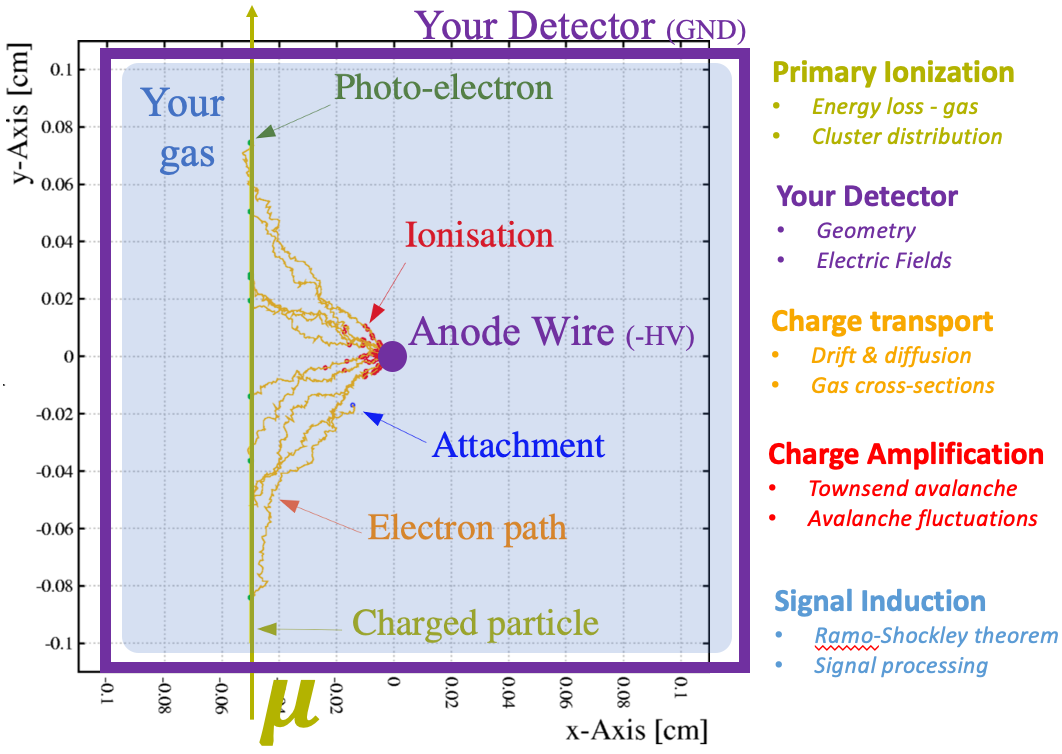 Your Detector (GND)
y-Axis [cm]
0.1
0.08
0.06
0.04
0.02
0
-0.02
-0.04
-0.06
-0.08
-0.1
Your
gas
Photo-electron
Ionisation
Anode Wire (-HV)
Attachment
Electron path
Charged particle
μ
-0.1
0.04
-0.02
0
0.02
0.04
0.06
0.08
0.1
x-Axis [cm]
Primary Ionization
• Energy loss - gas
• Cluster distribution
Your Detector
• Geometry
• Electric Fields
Charge transport
• Drift & diffusion
• Gas cross-sections
Charge Amplification
• Townsend avalanche
• Avalanche fluctuations
Signal Induction
• Ramo-Shockley theorem
• Signal processing